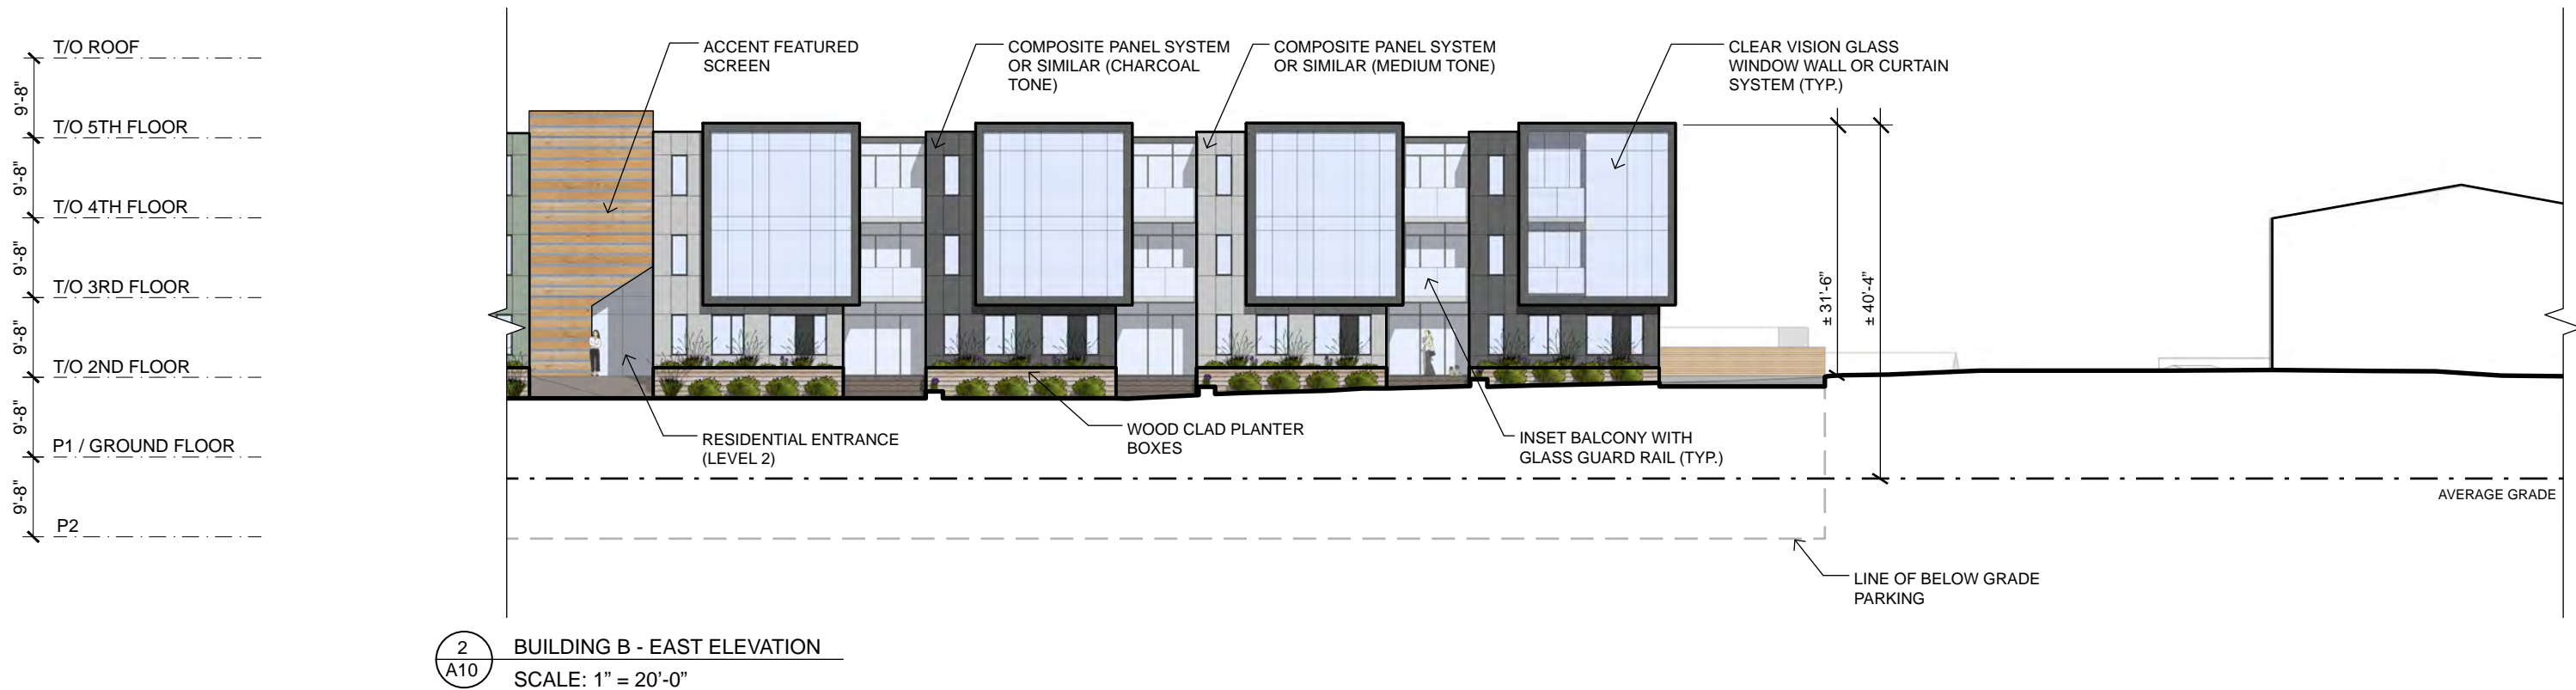 T/O ROOF
9'-8"
T/O 5TH FLOOR
9'-8"
T/O 4TH FLOOR
9'-8"
T/O 3RD FLOOR
9'-8"
T/O 2ND FLOOR
9'-8"
P1 / GROUND FLOOR
9'-8"
P2
ACCENT FEATURED
SCREEN
COMPOSITE PANEL SYSTEM
OR SIMILAR (CHARCOAL
TONE)
COMPOSITE PANEL SYSTEM
OR SIMILAR (MEDIUM TONE)
CLEAR VISION GLASS
WINDOW WALL OR CURTAIN
SYSTEM (TYP.)
± 31'-6"
± 40'-4"
RESIDENTIAL ENTRANCE
(LEVEL 2)
WOOD CLAD PLANTER
BOXES
INSET BALCONY WITH
GLASS GUARD RAIL (TYP.)
AVERAGE GRADE
LINE OF BELOW GRADE
PARKING
2
A10
BUILDING B - EAST ELEVATION
SCALE: 1” = 20’-0”